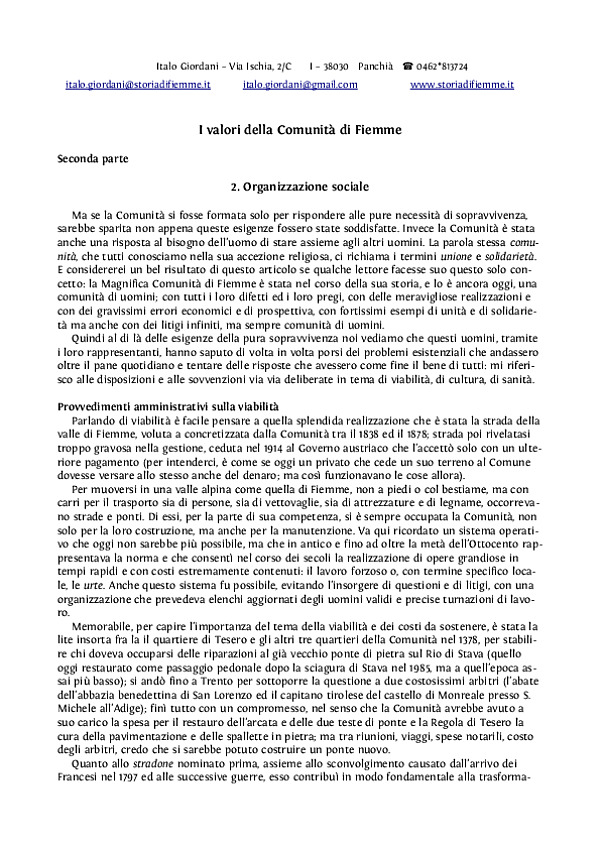 Italo Giordani – Via Ischia, 2/C I – 38030 Panchià ☎ 0462*813724
italo.giordani@storiadifiemme.it italo.giordani@gmail.com www.storiadifiemme.it
I valori della Comunità di Fiemme
Seconda parte
2. Organizzazione sociale
Ma se la Comunità si fosse formata solo per rispondere alle pure necessità di sopravvivenza,
sarebbe sparita non appena queste esigenze fossero state soddisfatte. Invece la Comunità è stata
anche una risposta al bisogno dell'uomo di stare assieme agli altri uomini. La parola stessa comu-
nità, che tutti conosciamo nella sua accezione religiosa, ci richiama i termini unione e solidarietà.
E considererei un bel risultato di questo articolo se qualche lettore facesse suo questo solo con-
cetto: la Magnifica Comunità di Fiemme è stata nel corso della sua storia, e lo è ancora oggi, una
comunità di uomini; con tutti i loro difetti ed i loro pregi, con delle meravigliose realizzazioni e
con dei gravissimi errori economici e di prospettiva, con fortissimi esempi di unità e di solidarie-
tà ma anche con dei litigi infiniti, ma sempre comunità di uomini.
Quindi al di là delle esigenze della pura sopravvivenza noi vediamo che questi uomini, tramite
i loro rappresentanti, hanno saputo di volta in volta porsi dei problemi esistenziali che andassero
oltre il pane quotidiano e tentare delle risposte che avessero come fine il bene di tutti: mi riferi-
sco alle disposizioni e alle sovvenzioni via via deliberate in tema di viabilità, di cultura, di sanità.
Provvedimenti amministrativi sulla viabilità
Parlando di viabilità è facile pensare a quella splendida realizzazione che è stata la strada della
valle di Fiemme, voluta a concretizzata dalla Comunità tra il 1838 ed il 1878; strada poi rivelatasi
troppo gravosa nella gestione, ceduta nel 1914 al Governo austriaco che l'accettò solo con un ulte-
riore pagamento (per intenderci, è come se oggi un privato che cede un suo terreno al Comune
dovesse versare allo stesso anche del denaro; ma così funzionavano le cose allora).
Per muoversi in una valle alpina come quella di Fiemme, non a piedi o col bestiame, ma con
carri per il trasporto sia di persone, sia di vettovaglie, sia di attrezzature e di legname, occorreva-
no strade e ponti. Di essi, per la parte di sua competenza, si è sempre occupata la Comunità, non
solo per la loro costruzione, ma anche per la manutenzione. Va qui ricordato un sistema operati-
vo che oggi non sarebbe più possibile, ma che in antico e fino ad oltre la metà dell'Ottocento rap-
presentava la norma e che consentì nel corso dei secoli la realizzazione di opere grandiose in
tempi rapidi e con costi estremamente contenuti: il lavoro forzoso o, con termine specifico loca-
le, le urte. Anche questo sistema fu possibile, evitando l'insorgere di questioni e di litigi, con una
organizzazione che prevedeva elenchi aggiornati degli uomini validi e precise turnazioni di lavo-
ro.
Memorabile, per capire l'importanza del tema della viabilità e dei costi da sostenere, è stata la
lite insorta fra la il quartiere di Tesero e gli altri tre quartieri della Comunità nel 1378, per stabili-
re chi doveva occuparsi delle riparazioni al già vecchio ponte di pietra sul Rio di Stava (quello
oggi restaurato come passaggio pedonale dopo la sciagura di Stava nel 1985, ma a quell'epoca as-
sai più basso); si andò fino a Trento per sottoporre la questione a due costosissimi arbitri (l'abate
dell'abbazia benedettina di San Lorenzo ed il capitano tirolese del castello di Monreale presso S.
Michele all'Adige); finì tutto con un compromesso, nel senso che la Comunità avrebbe avuto a
suo carico la spesa per il restauro dell'arcata e delle due teste di ponte e la Regola di Tesero la
cura della pavimentazione e delle spallette in pietra; ma tra riunioni, viaggi, spese notarili, costo
degli arbitri, credo che si sarebbe potuto costruire un ponte nuovo.
Quanto allo stradone nominato prima, assieme allo sconvolgimento causato dall'arrivo dei
Francesi nel 1797 ed alle successive guerre, esso contribuì in modo fondamentale alla trasforma-